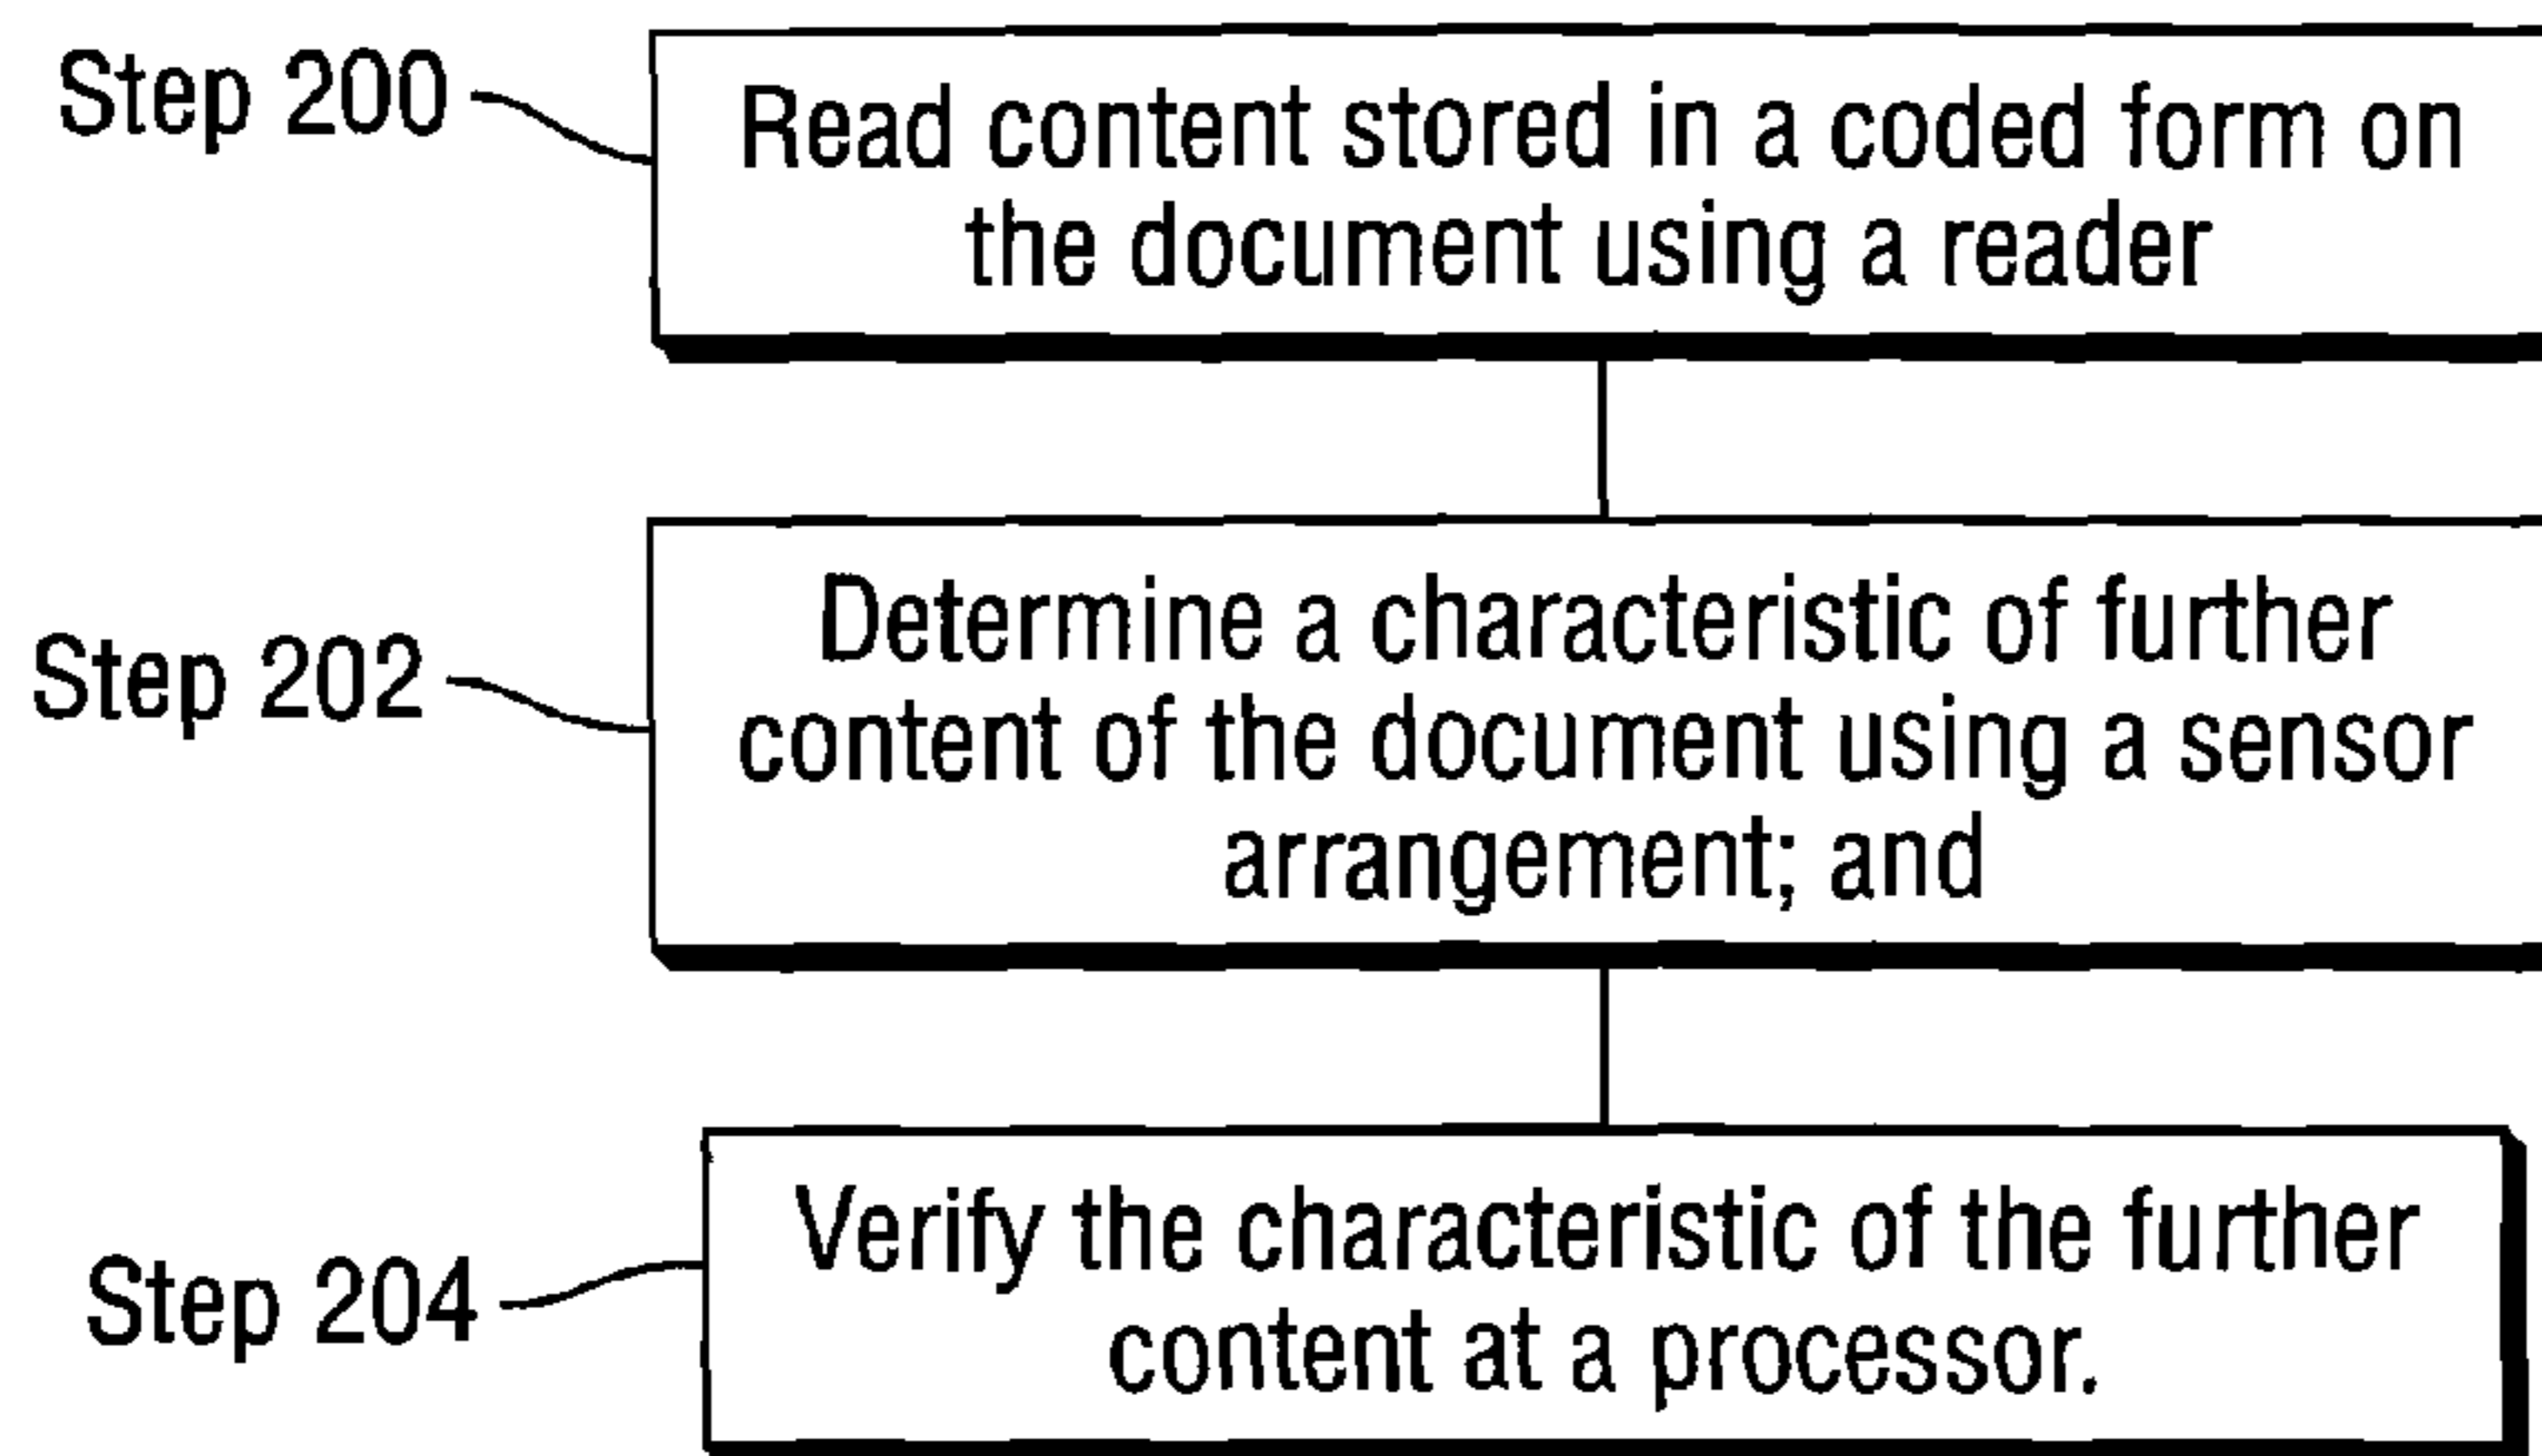 Step 200
Read content stored in a coded form on
the document using a reader
Step 202
Determine a characteristic of further
content of the document using a sensor
arrangement; and
Step 204
Verify the characteristic of the further
content at a processor.